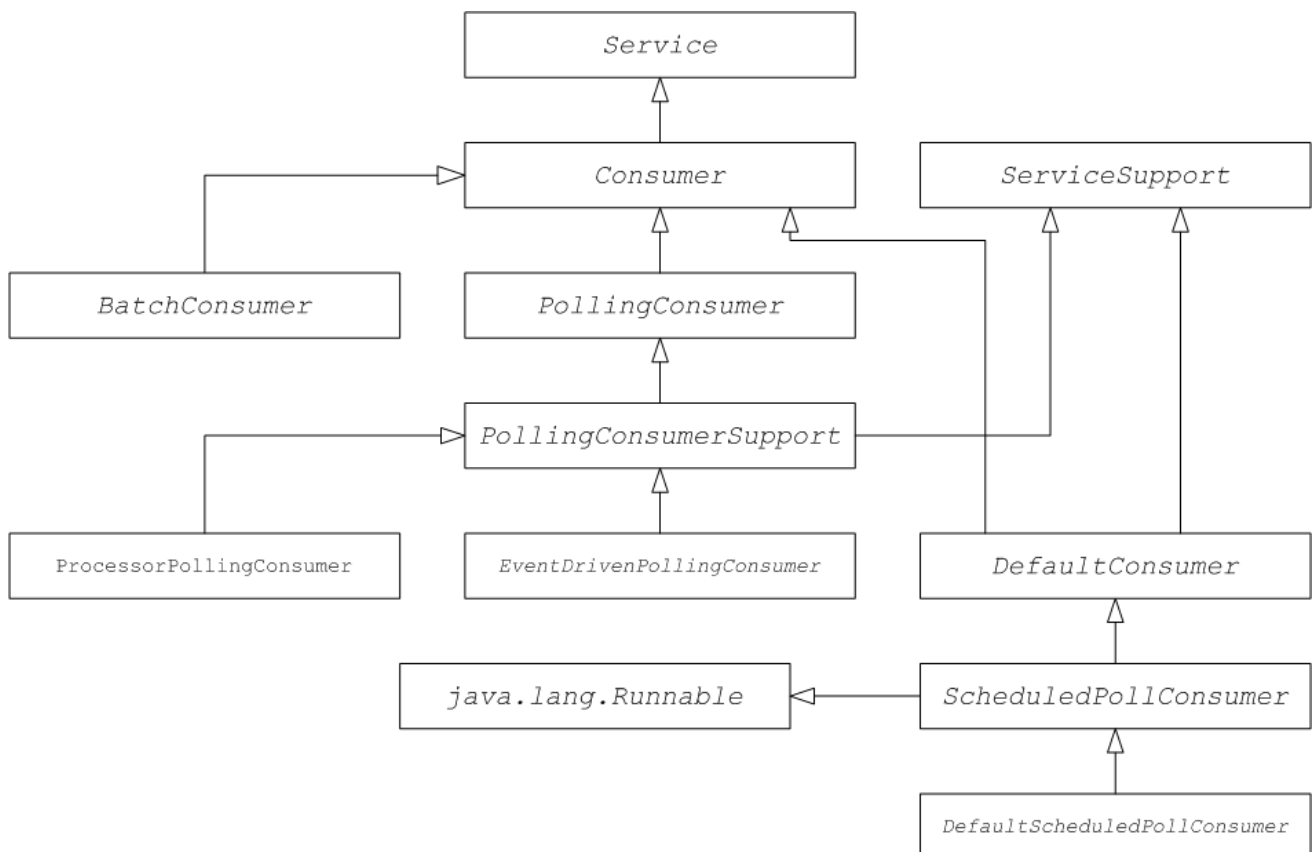 Service
Consumer
ServiceSupport
BatchConsumer
PollingConsumer
PollingConsumerSupport
ProcessorPollingConsumer
EventDrivenPollingConsumer
DefaultConsumer
java.lang.Runnable
ScheduledPollConsumer
DefaultScheduledPollConsumer